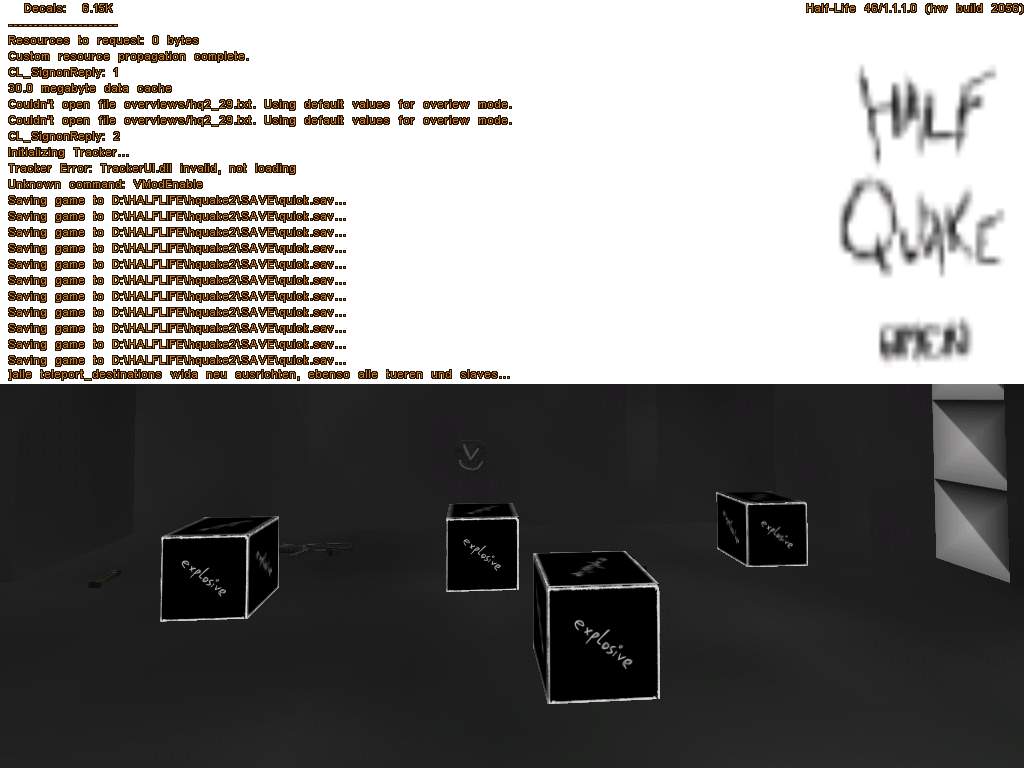 Decals: 6.15K
Half-Life 48/1.1.1.0 (hw build 2056)
----------------------
Resources to request: 0 bytes
Custom resource propagation complete.
CL_SignonReply: 1
30.0 megabyte data cache
Couldn't open file overviews/hq2_29.txt. Using default values for overiew mode.
Couldn't open file overviews/hq2_29.txt. Using default values for overiew mode.
CL_SignonReply: 2
Initializing Tracker...
Tracker Error: TrackerUI.dll invalid, not loading
Unknown command: VModEnable
Saving game to D:\HALFLIFE\hquake2\SAVE\quick.sav...
Saving game to D:\HALFLIFE\hquake2\SAVE\quick.sav...
Saving game to D:\HALFLIFE\hquake2\SAVE\quick.sav...
Saving game to D:\HALFLIFE\hquake2\SAVE\quick.sav...
Saving game to D:\HALFLIFE\hquake2\SAVE\quick.sav...
Saving game to D:\HALFLIFE\hquake2\SAVE\quick.sav...
Saving game to D:\HALFLIFE\hquake2\SAVE\quick.sav...
Saving game to D:\HALFLIFE\hquake2\SAVE\quick.sav...
Saving game to D:\HALFLIFE\hquake2\SAVE\quick.sav...
Saving game to D:\HALFLIFE\hquake2\SAVE\quick.sav...
Saving game to D:\HALFLIFE\hquake2\SAVE\quick.sav...
]alle teleport_destinations wida neu ausrichten, ebenso alle tueren und slaves...
HALF
QUAKE
AMEN
explosive
explosive
explosive
explosive